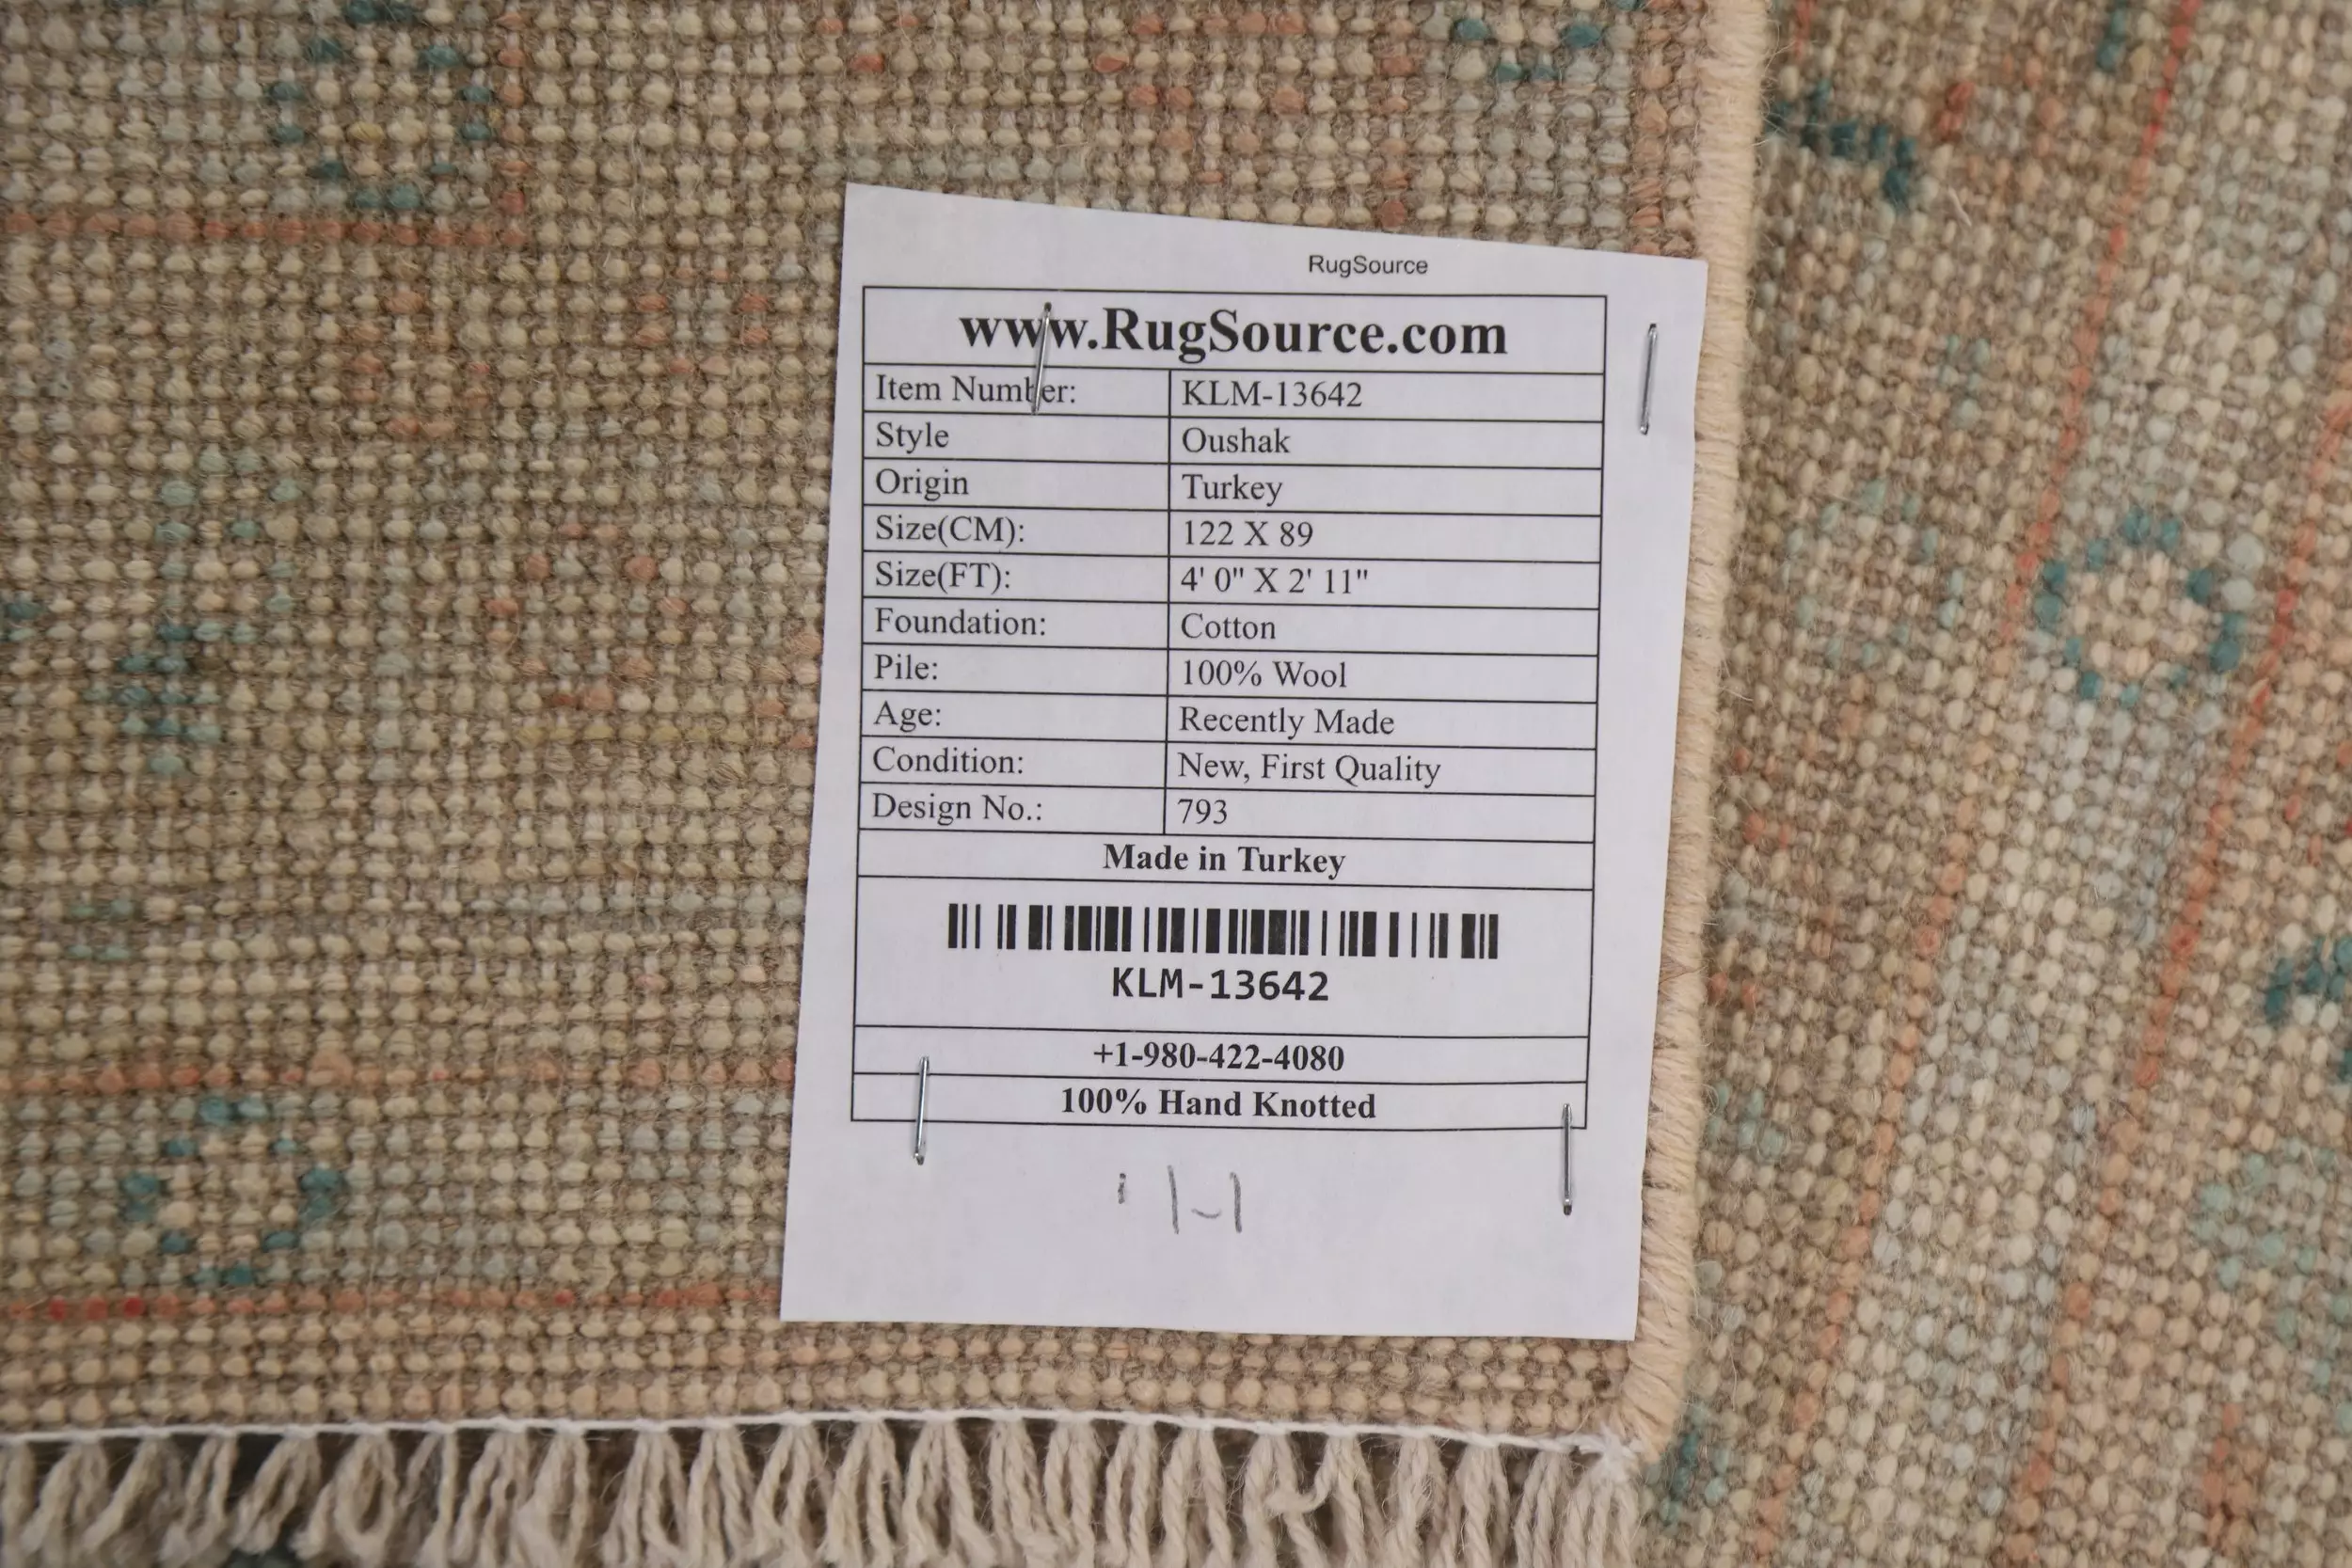 RugSource
www.RugSource.com
Item Number: KLM-13642
Style Oushak
Origin Turkey
Size(CM): 122 X 89
Size(FT): 4' 0" X 2' 11"
Foundation: Cotton
Pile: 100% Wool
Age: Recently Made
Condition: New, First Quality
Design No.: 793
Made in Turkey
KLM-13642
+1-980-422-4080
100% Hand Knotted